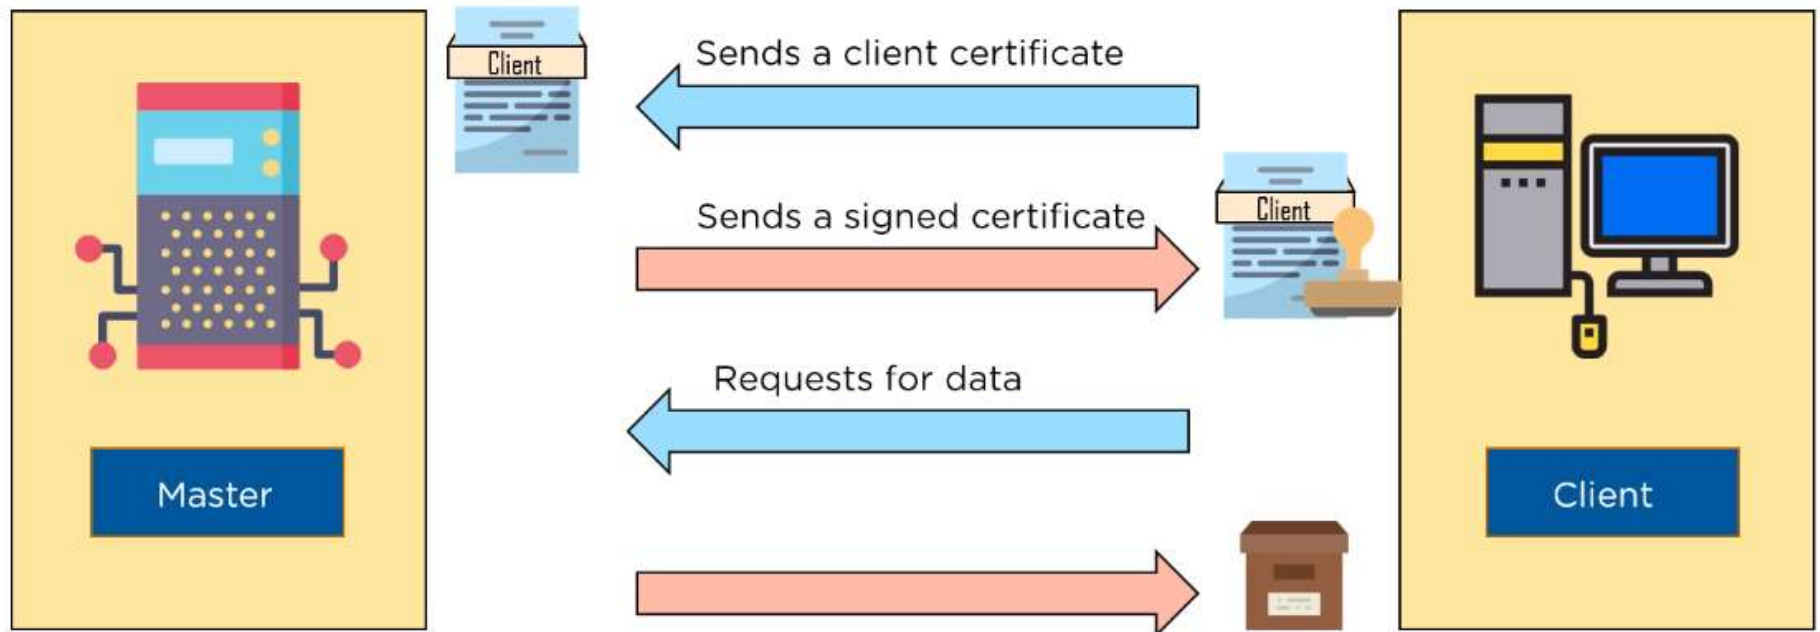 Client
Sends a client certificate
Client
Sends a signed certificate
Requests for data
Master
Client